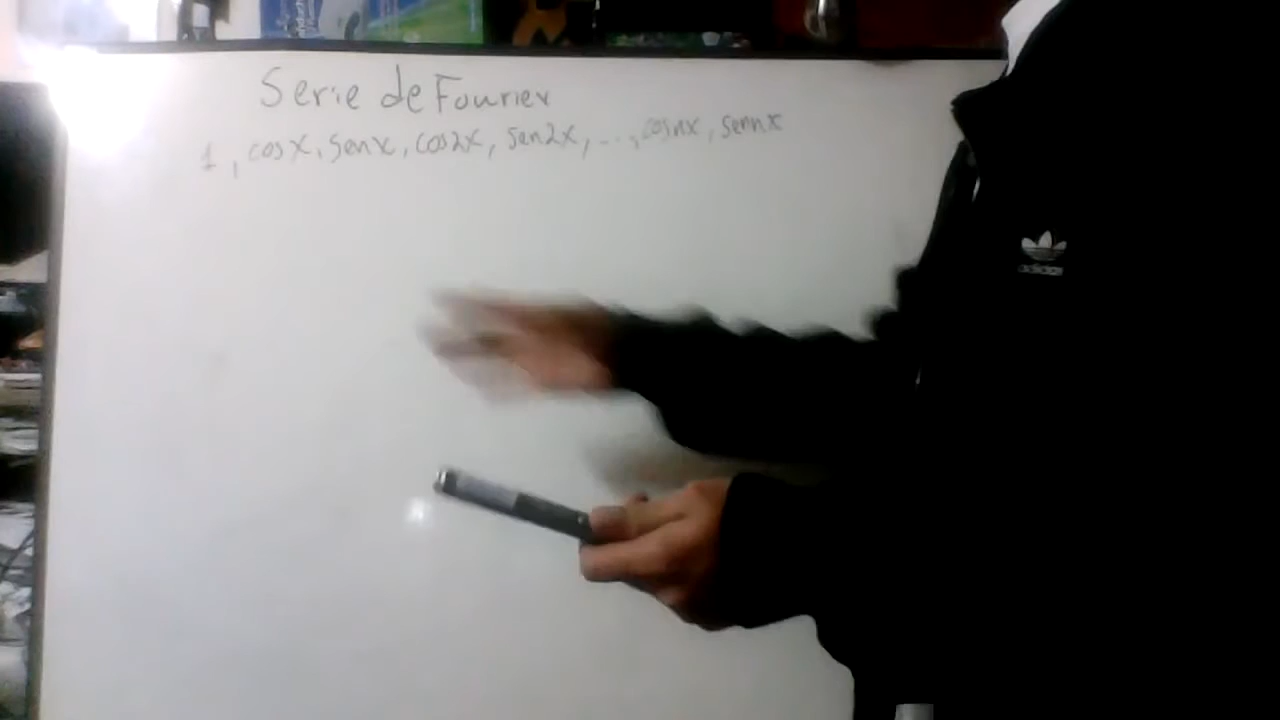 Serie de Fourier
1, cosx, senx, cos2x, sen2x, ..., cosnx, sennx
adidas